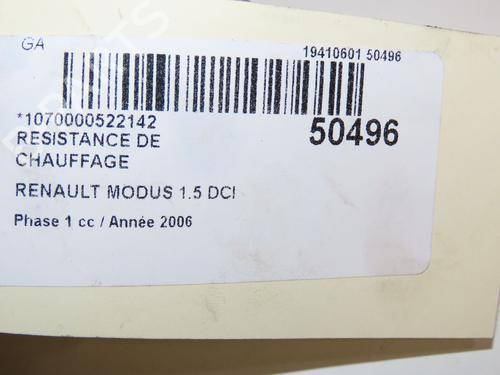 GA
19410601 50496
*1070000522142
50496
RESISTANCE DE
CHAUFFAGE
RENAULT MODUS 1.5 DCI
Phase 1 cc / Année 2006